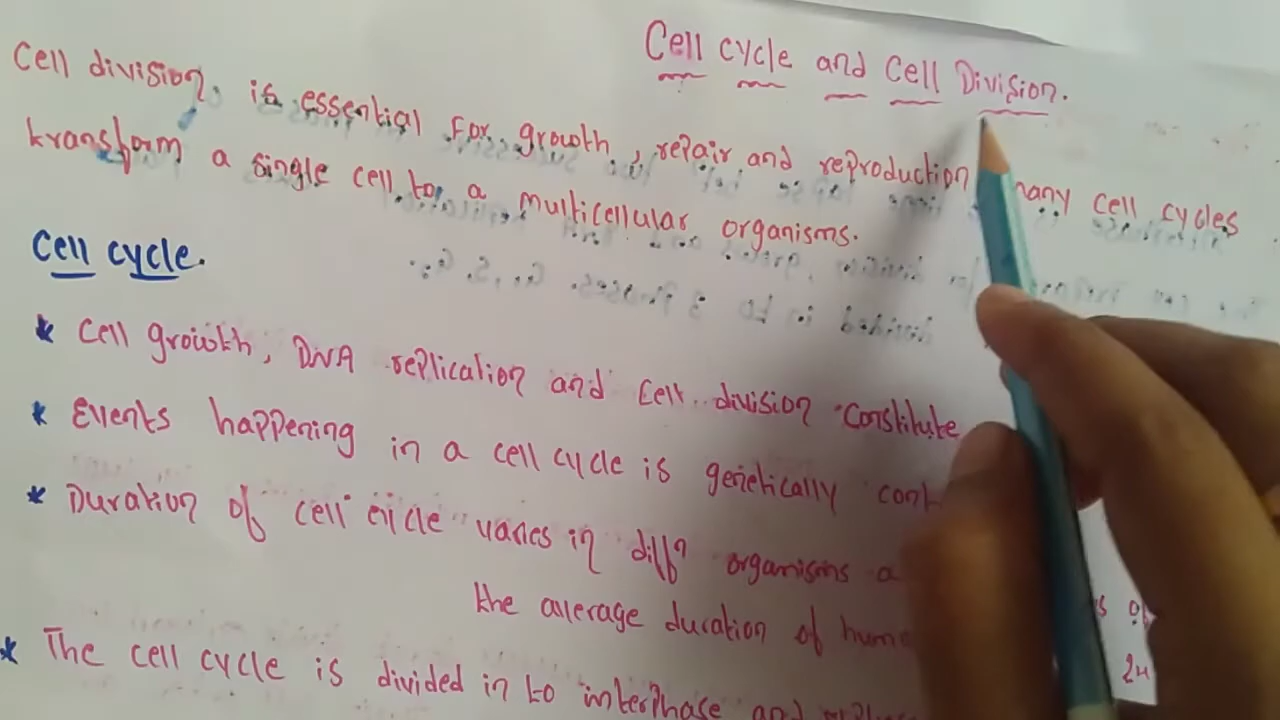 Cell cycle and Cell Division.
Cell division, is essential For growth, repair and reproduction many cell cycles
transform a single cell to a multicellular organisms.
Cell cycle.
* Cell growth, DNA replication and Cell division Constitute
* Events happening in a cell cycle is genetically cont
* Duration of cell varies in diffn organisms a
the average duration of huma
* The cell cycle is divided in to interphase and